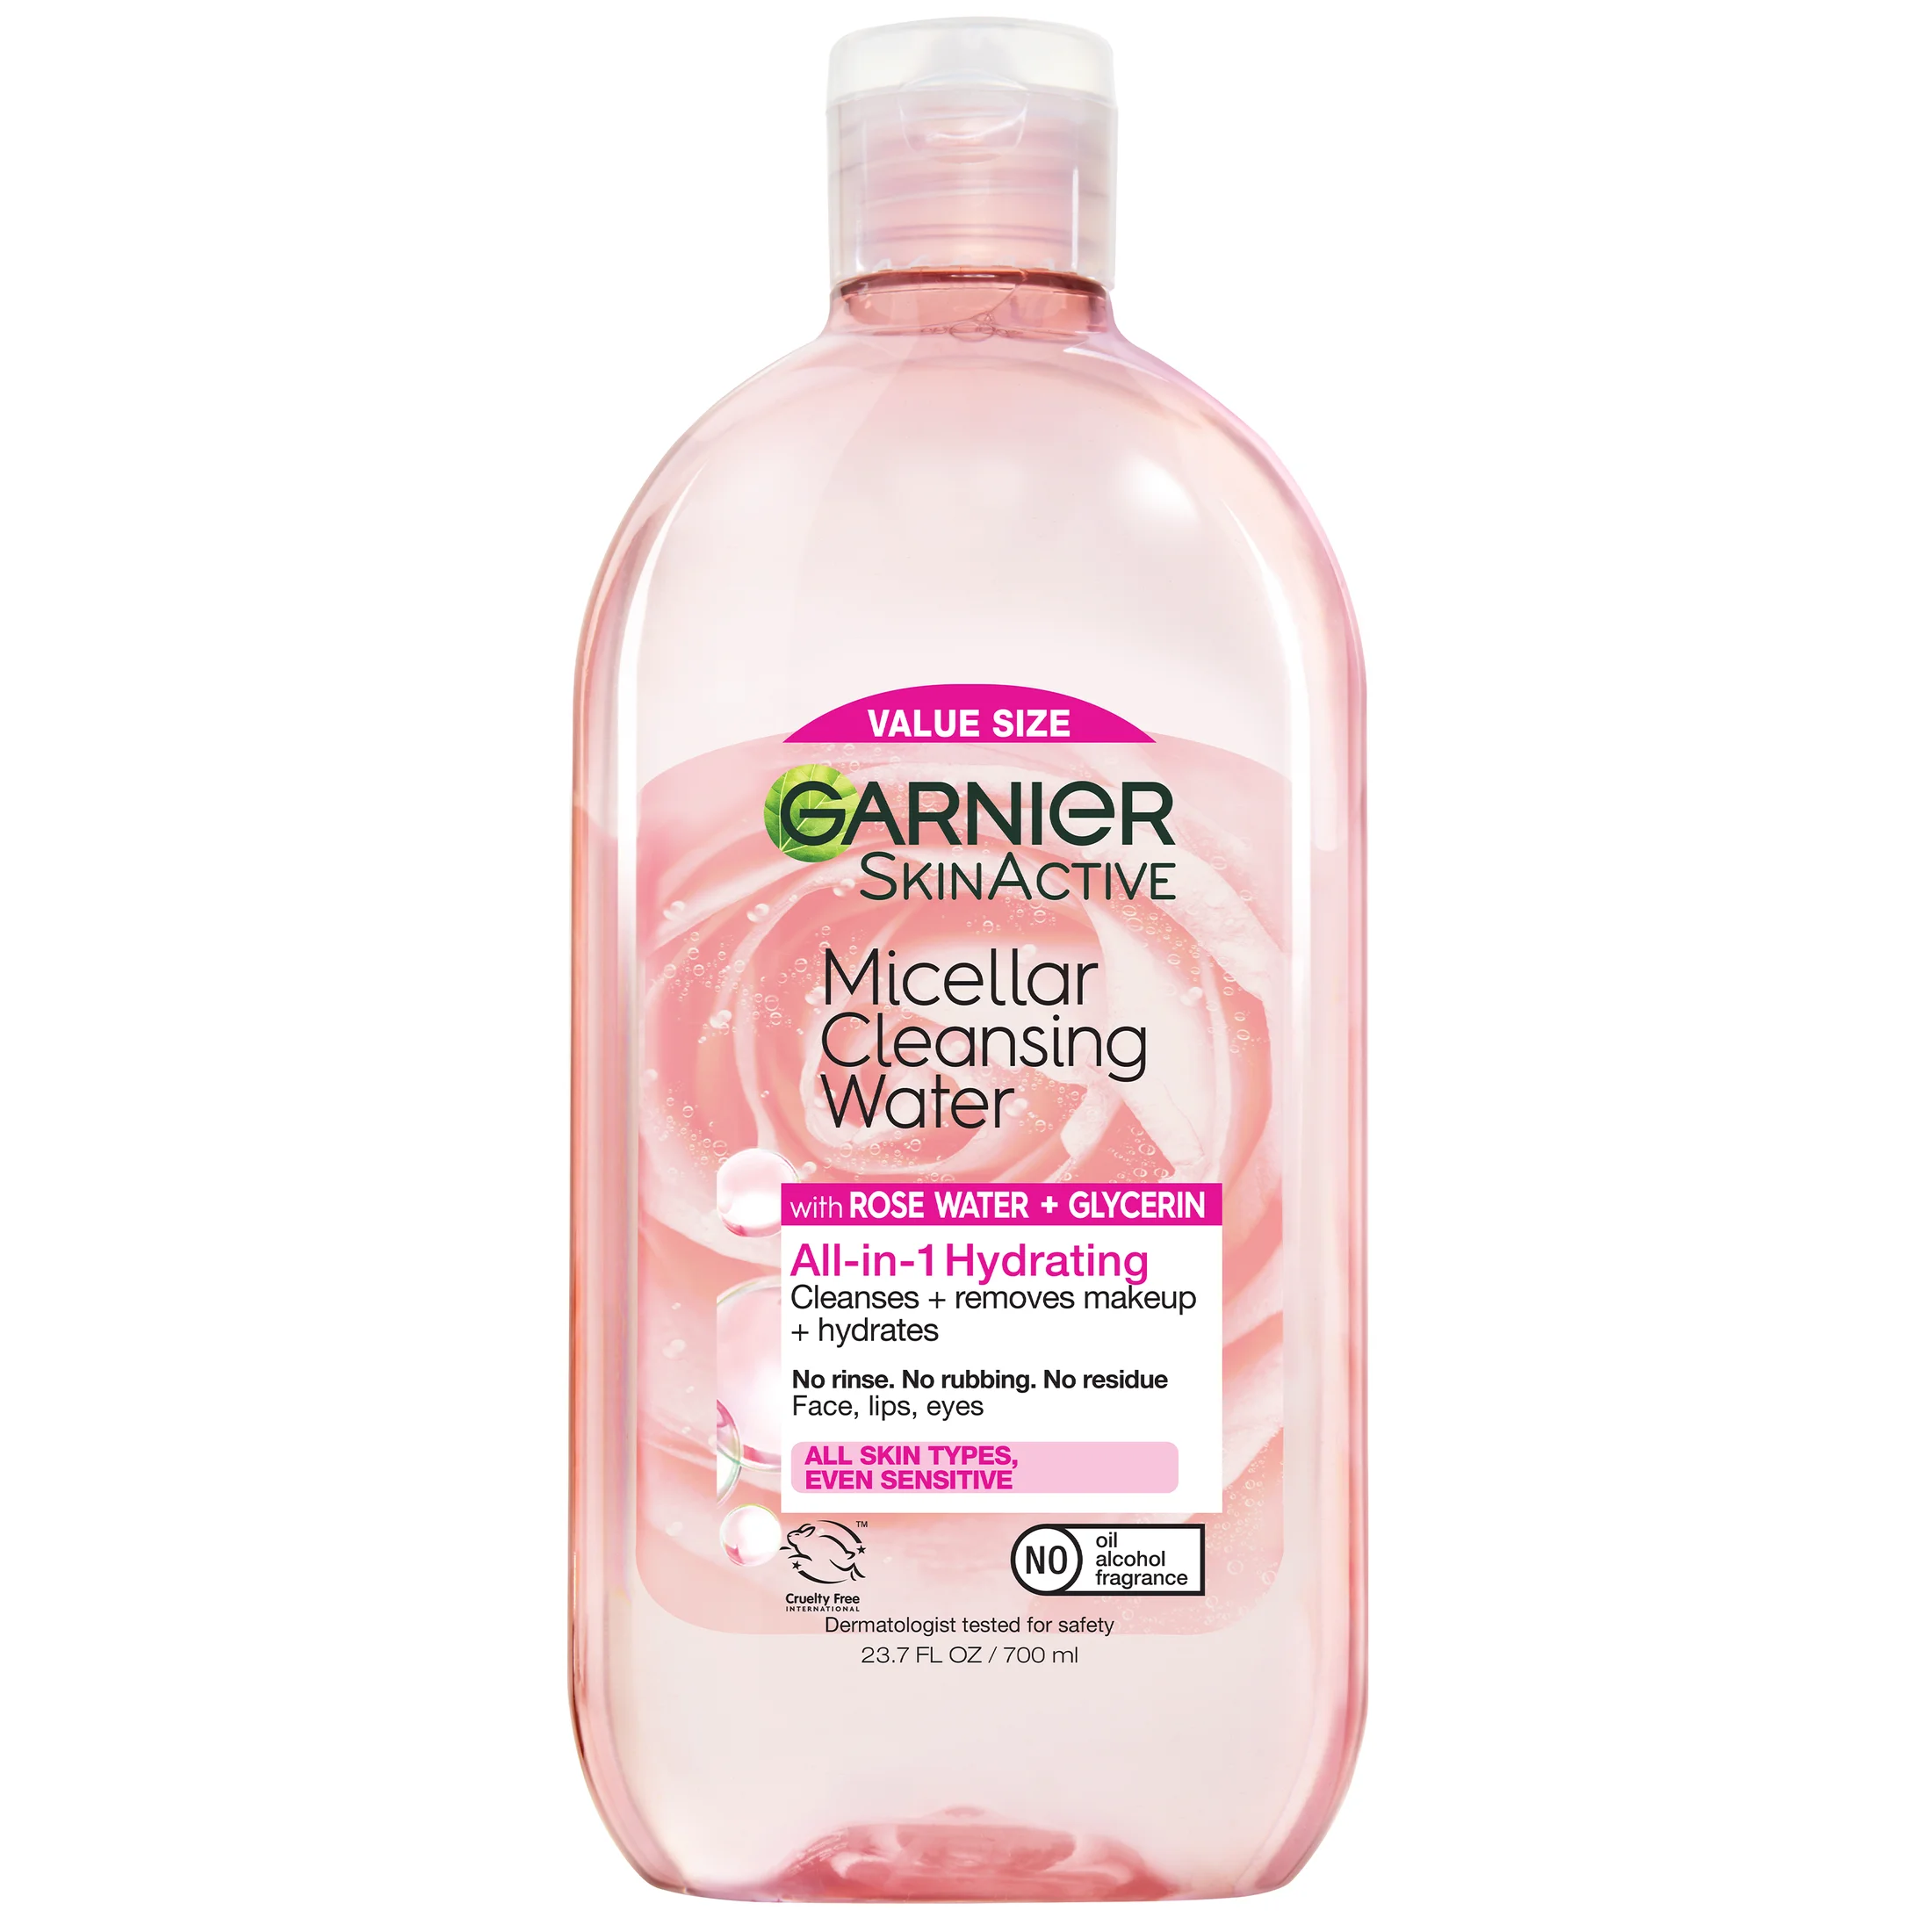 VALUE SIZE
GARNIER
SKINACTIVE
Micellar
Cleansing
Water
with ROSE WATER + GLYCERIN
All-in-1 Hydrating
Cleanses + removes makeup
+ hydrates
No rinse. No rubbing. No residue
Face, lips, eyes
ALL SKIN TYPES,
EVEN SENSITIVE
TM
Cruelty Free
INTERNATIONAL
NO
oil
alcohol
fragrance
Dermatologist tested for safety
23.7 FL OZ / 700 ml